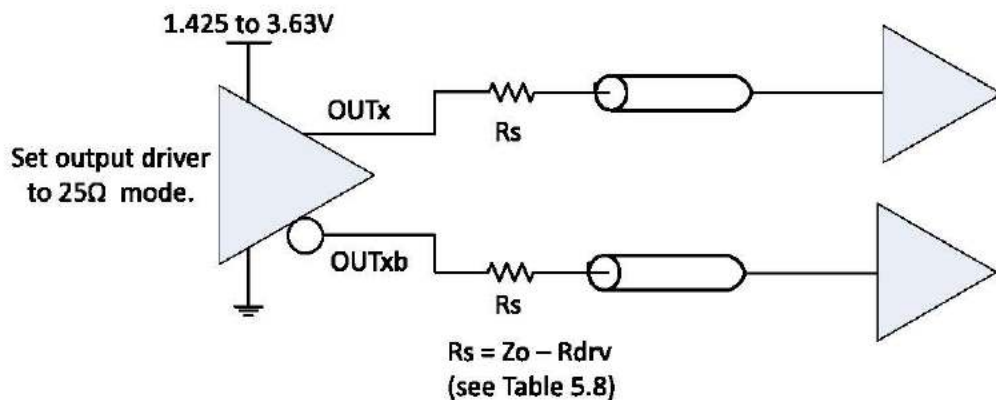 1.425 to 3.63V
OUTx
Rs
Set output driver
to 25Ω mode.
OUTxb
Rs
Rs = Zo – Rdrv
(see Table 5.8)